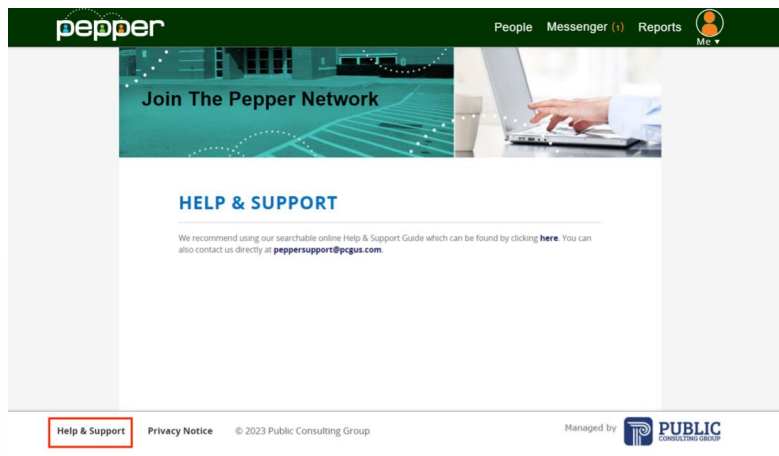 pepper
People Messenger (1) Reports
Me ▾
Join The Pepper Network
HELP & SUPPORT
We recommend using our searchable online Help & Support Guide which can be found by clicking here. You can
also contact us directly at peppersupport@pcgus.com.
Help & Support Privacy Notice © 2023 Public Consulting Group Managed by
PUBLIC
CONSULTING GROUP